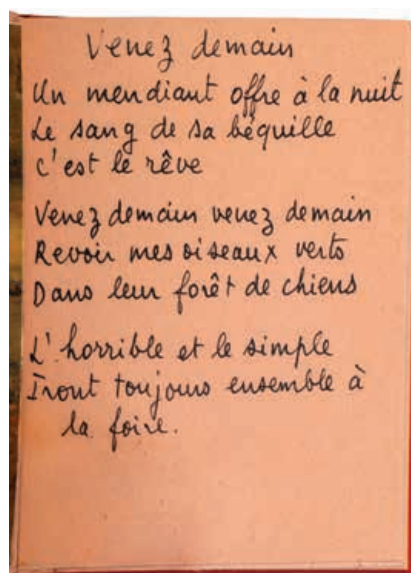 Venez demain
Un mendiant offre à la nuit
Le sang de sa béquille
C'est le rêve
Venez demain venez demain
Revoir mes oiseaux verts
Dans leur forêt de chiens
L'horrible et le simple
Iront toujours ensemble à
la foire.